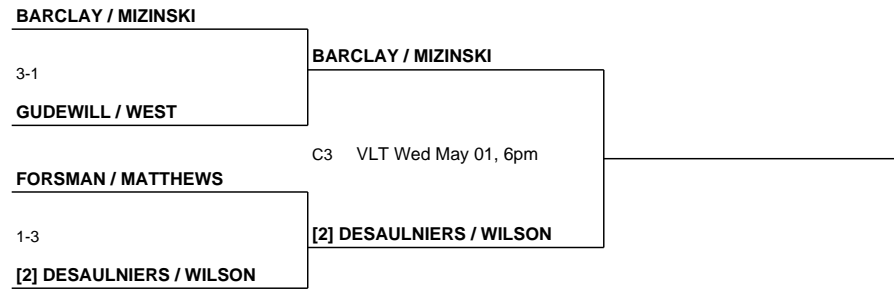 BARCLAY / MIZINSKI
3-1
GUDEWILL / WEST
BARCLAY / MIZINSKI
C3 VLT Wed May 01, 6pm
FORSMAN / MATTHEWS
1-3
[2] DESAULNIERS / WILSON
[2] DESAULNIERS / WILSON